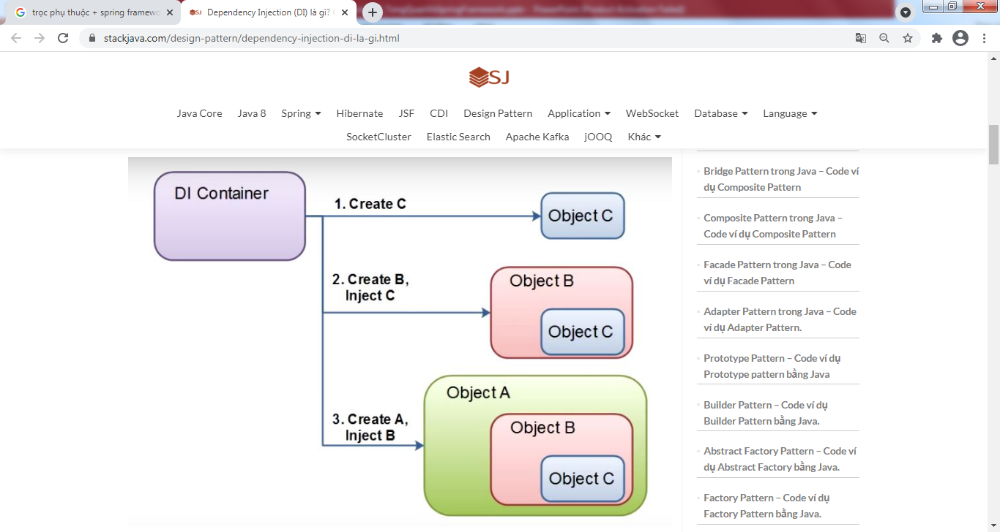 trọc phụ thuộc + spring framewo
Dependency Injection (DI) là gì?
stackjava.com/design-pattern/dependency-injection-di-la-gi.html
SJ
Java Core Java 8 Spring Hibernate JSF CDI Design Pattern Application WebSocket Database Language
SocketCluster Elastic Search Apache Kafka jOOQ Khác
DI Container
1. Create C
Object C
2. Create B,
Inject C
Object B
Object C
3. Create A,
Inject B
Object A
Object B
Object C
Bridge Pattern trong Java – Code ví
dụ Composite Pattern
Composite Pattern trong Java –
Code ví dụ Composite Pattern
Facade Pattern trong Java – Code
ví dụ Facade Pattern
Adapter Pattern trong Java – Code
ví dụ Adapter Pattern.
Prototype Pattern – Code ví dụ
Prototype pattern bằng Java
Builder Pattern – Code ví dụ
Builder Pattern bằng Java.
Abstract Factory Pattern – Code ví
dụ Abstract Factory bằng Java.
Factory Pattern – Code ví dụ
Factory Pattern bằng Java.